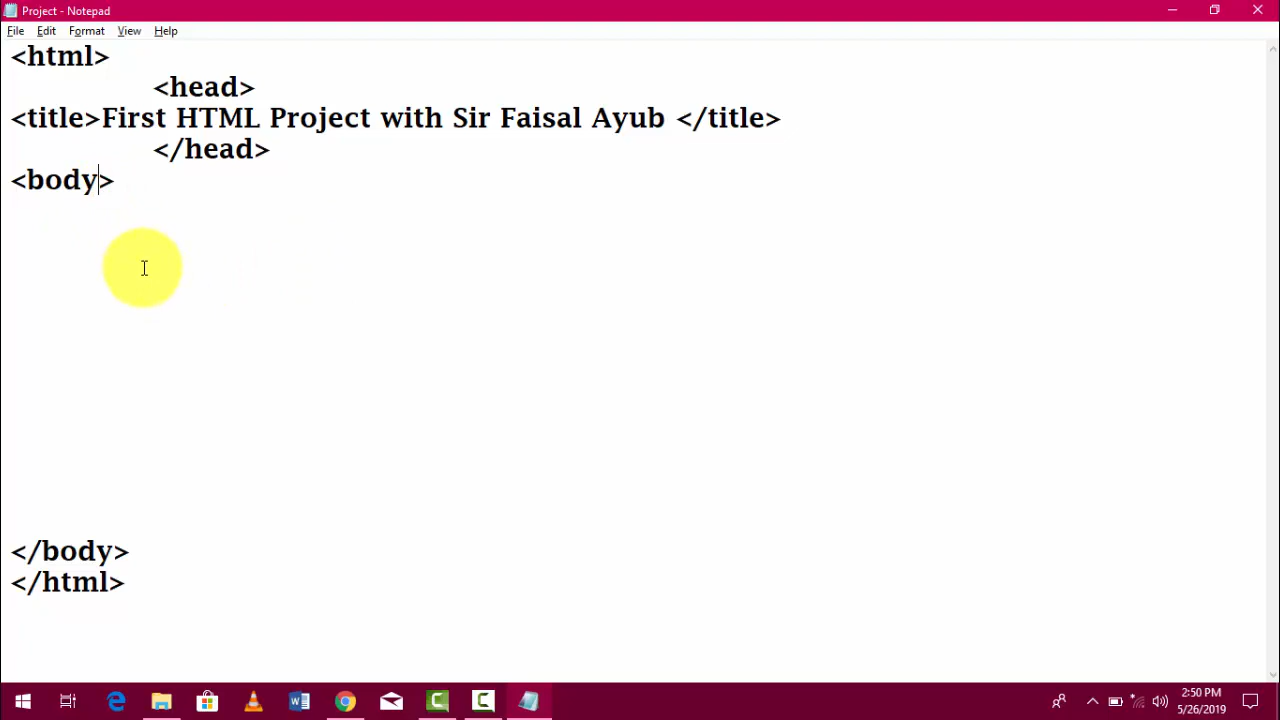 Project - Notepad
File Edit Format View Help
<html>
<head>
<title>First HTML Project with Sir Faisal Ayub </title>
</head>
<body>
</body>
</html>
2:50 PM
5/26/2019